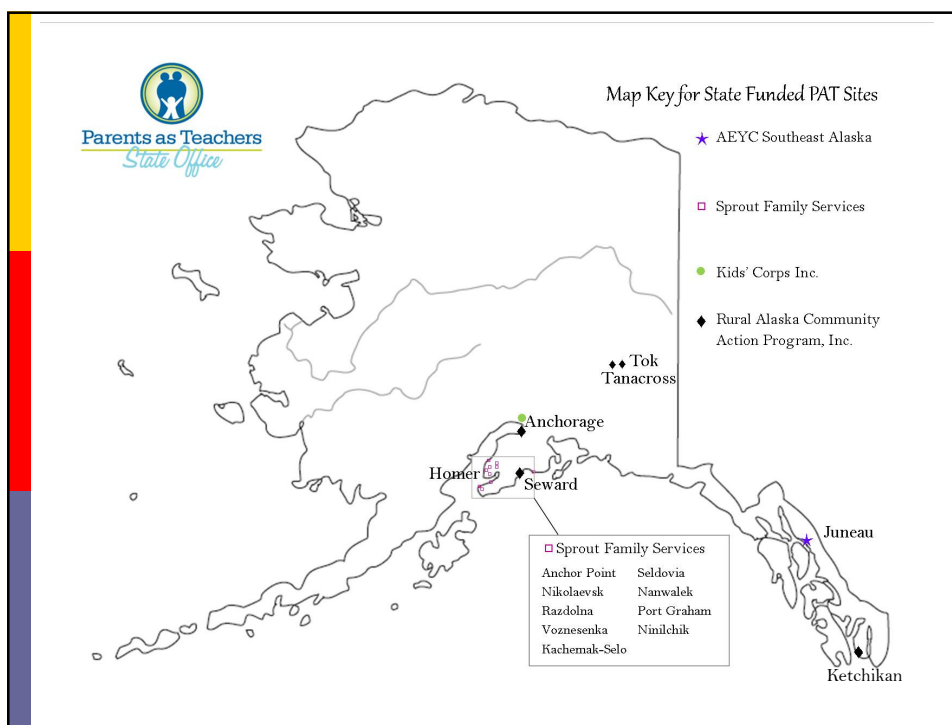 Parents as Teachers
State Office
Map Key for State Funded PAT Sites
AEYC Southeast Alaska
Sprout Family Services
Kids' Corps Inc.
Rural Alaska Community
Action Program, Inc.
Tok
Tanacross
Anchorage
Homer
Seward
Juneau
Ketchikan
Sprout Family Services
Anchor Point Seldovia
Nikolaevsk Nanwalek
Razdolna Port Graham
Voznesenka Ninilchik
Kachemak-Selo